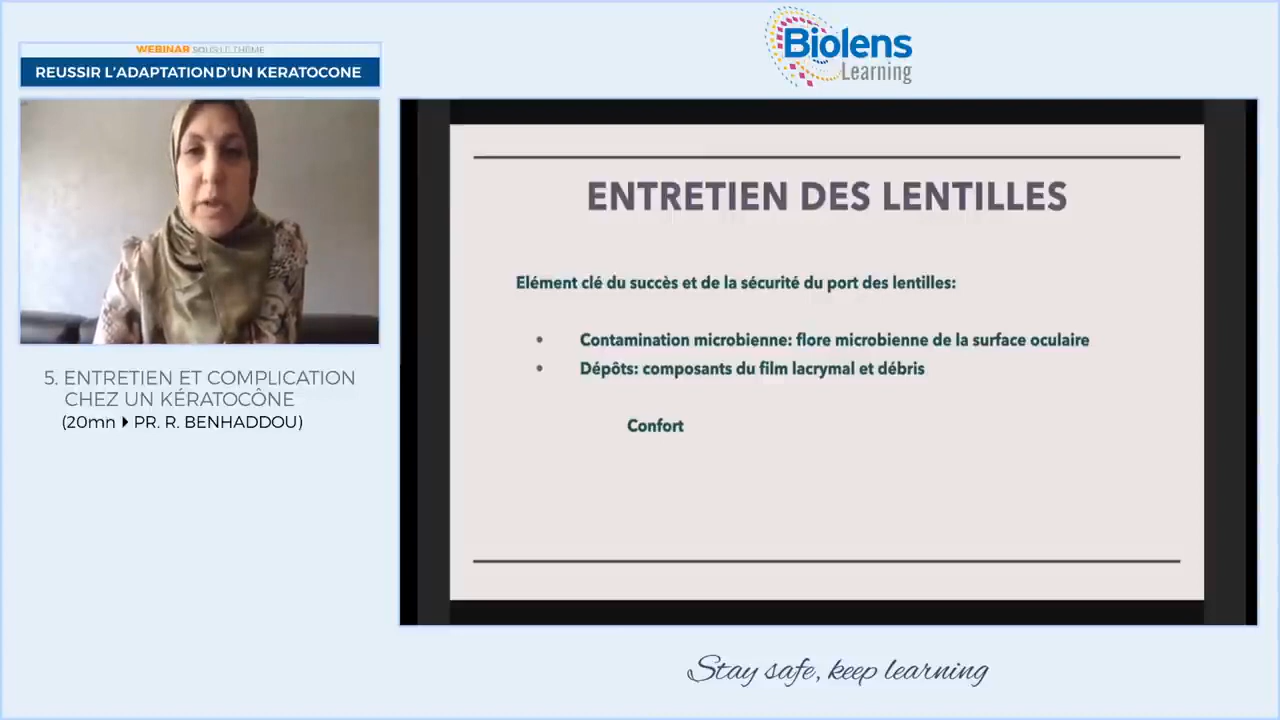 Biolens
Learning
WEBINAR SOUS LE THÈME
REUSSIR L'ADAPTATION D'UN KERATOCONE
5. ENTRETIEN ET COMPLICATION
CHEZ UN KÉRATOCÔNE
(20mn PR. R. BENHADDOU)
ENTRETIEN DES LENTILLES
Elément clé du succès et de la sécurité du port des lentilles:
• Contamination microbienne: flore microbienne de la surface oculaire
• Dépôts: composants du film lacrymal et débris
Confort
Stay safe, keep learning